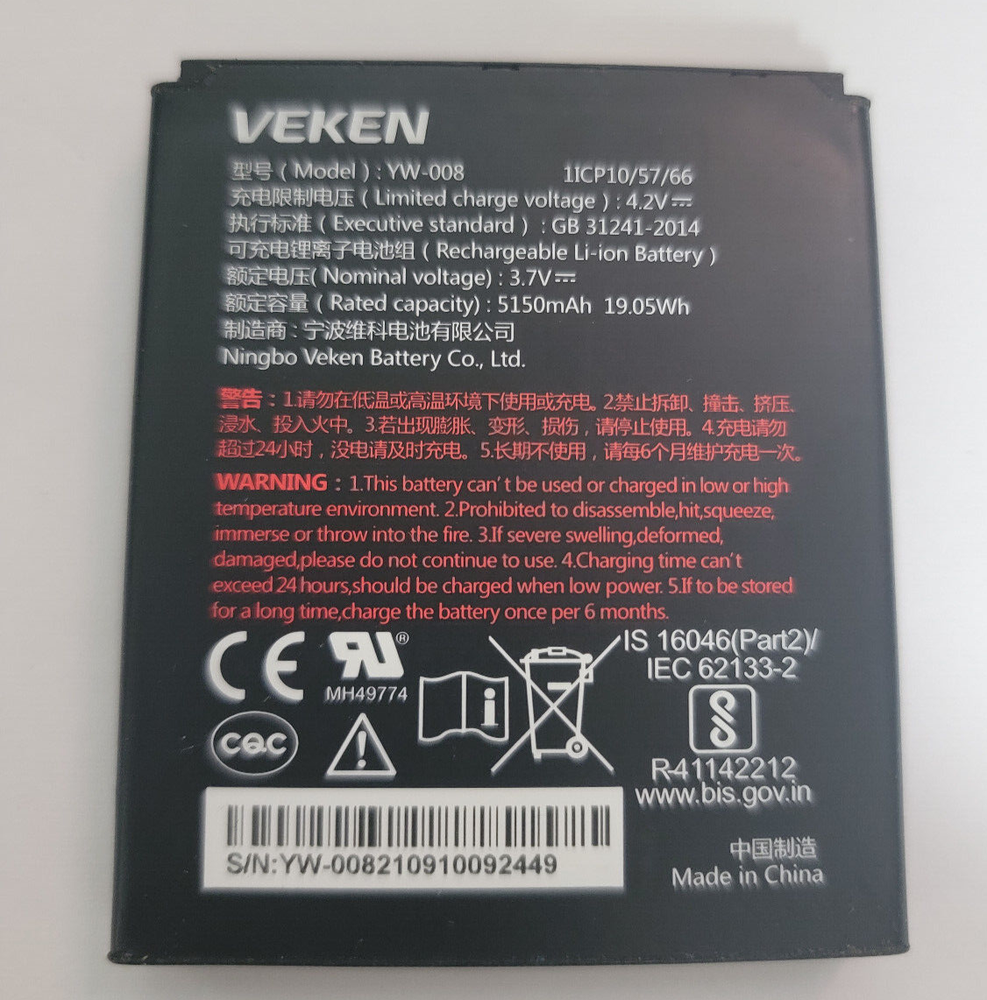 VEKEN
型号（Model）: YW-008 1ICP10/57/66
充电限制电压（Limited charge voltage）: 4.2V⎓
执行标准（Executive standard）: GB 31241-2014
可充电锂离子电池组（Rechargeable Li-ion Battery）
额定电压( Nominal voltage): 3.7V⎓
额定容量（Rated capacity）: 5150mAh 19.05Wh
制造商：宁波维科电池有限公司
Ningbo Veken Battery Co., Ltd.
警告：1.请勿在低温或高温环境下使用或充电。2.禁止拆卸、撞击、挤压、
浸水、投入火中。3.若出现膨胀、变形、损伤，请停止使用。4.充电请勿
超过24小时，没电请及时充电。5.长期不使用，请每6个月维护充电一次。
WARNING：1.This battery can't be used or charged in low or high
temperature environment. 2.Prohibited to disassemble,hit,squeeze,
immerse or throw into the fire. 3.If severe swelling,deformed,
damaged,please do not continue to use. 4.Charging time can't
exceed 24 hours,should be charged when low power. 5.If to be stored
for a long time,charge the battery once per 6 months.
CE
RU®
MH49774
CQC
IS 16046(Part2)/
IEC 62133-2
R-41142212
www.bis.gov.in
S/N:YW-008210910092449
中国制造
Made in China